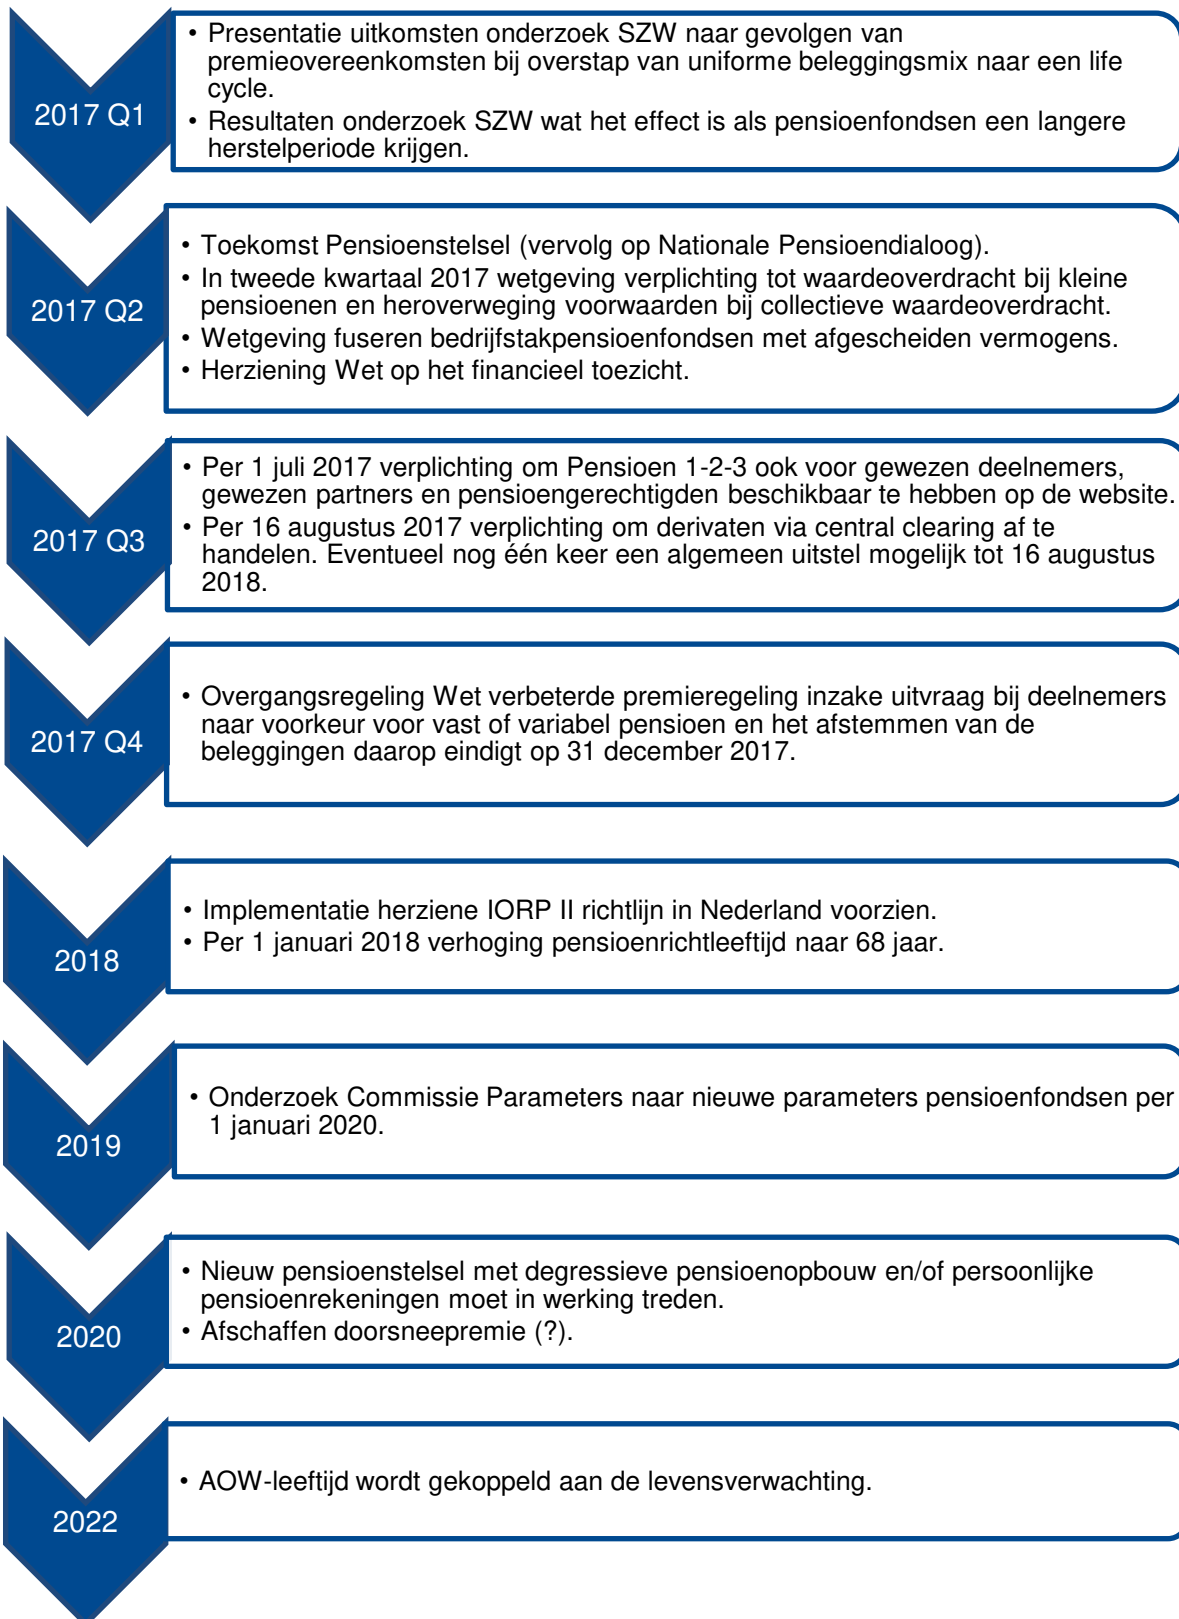 2017 Q1
• Presentatie uitkomsten onderzoek SZW naar gevolgen van
premieovereenkomsten bij overstap van uniforme beleggingsmix naar een life
cycle.
• Resultaten onderzoek SZW wat het effect is als pensioenfondsen een langere
herstelperiode krijgen.
2017 Q2
• Toekomst Pensioenstelsel (vervolg op Nationale Pensioendialoog).
• In tweede kwartaal 2017 wetgeving verplichting tot waardeoverdracht bij kleine
pensioenen en heroverweging voorwaarden bij collectieve waardeoverdracht.
• Wetgeving fuseren bedrijfstakpensioenfondsen met afgescheiden vermogens.
• Herziening Wet op het financieel toezicht.
2017 Q3
• Per 1 juli 2017 verplichting om Pensioen 1-2-3 ook voor gewezen deelnemers,
gewezen partners en pensioengerechtigden beschikbaar te hebben op de website.
• Per 16 augustus 2017 verplichting om derivaten via central clearing af te
handelen. Eventueel nog één keer een algemeen uitstel mogelijk tot 16 augustus
2018.
2017 Q4
• Overgangsregeling Wet verbeterde premieregeling inzake uitvraag bij deelnemers
naar voorkeur voor vast of variabel pensioen en het afstemmen van de
beleggingen daarop eindigt op 31 december 2017.
2018
• Implementatie herziene IORP II richtlijn in Nederland voorzien.
• Per 1 januari 2018 verhoging pensioenrichtleeftijd naar 68 jaar.
2019
• Onderzoek Commissie Parameters naar nieuwe parameters pensioenfondsen per
1 januari 2020.
2020
• Nieuw pensioenstelsel met degressieve pensioenopbouw en/of persoonlijke
pensioenrekeningen moet in werking treden.
• Afschaffen doorsneepremie (?).
2022
• AOW-leeftijd wordt gekoppeld aan de levensverwachting.